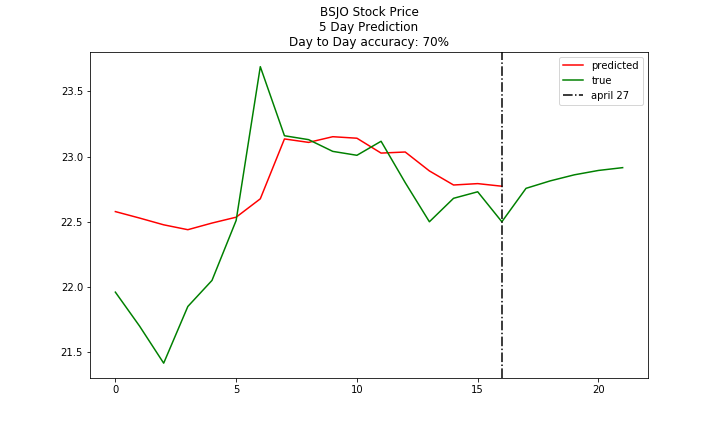 BSJO Stock Price
5 Day Prediction
Day to Day accuracy: 70%
predicted
true
april 27
23.5
23.0
22.5
22.0
21.5
0
5
10
15
20